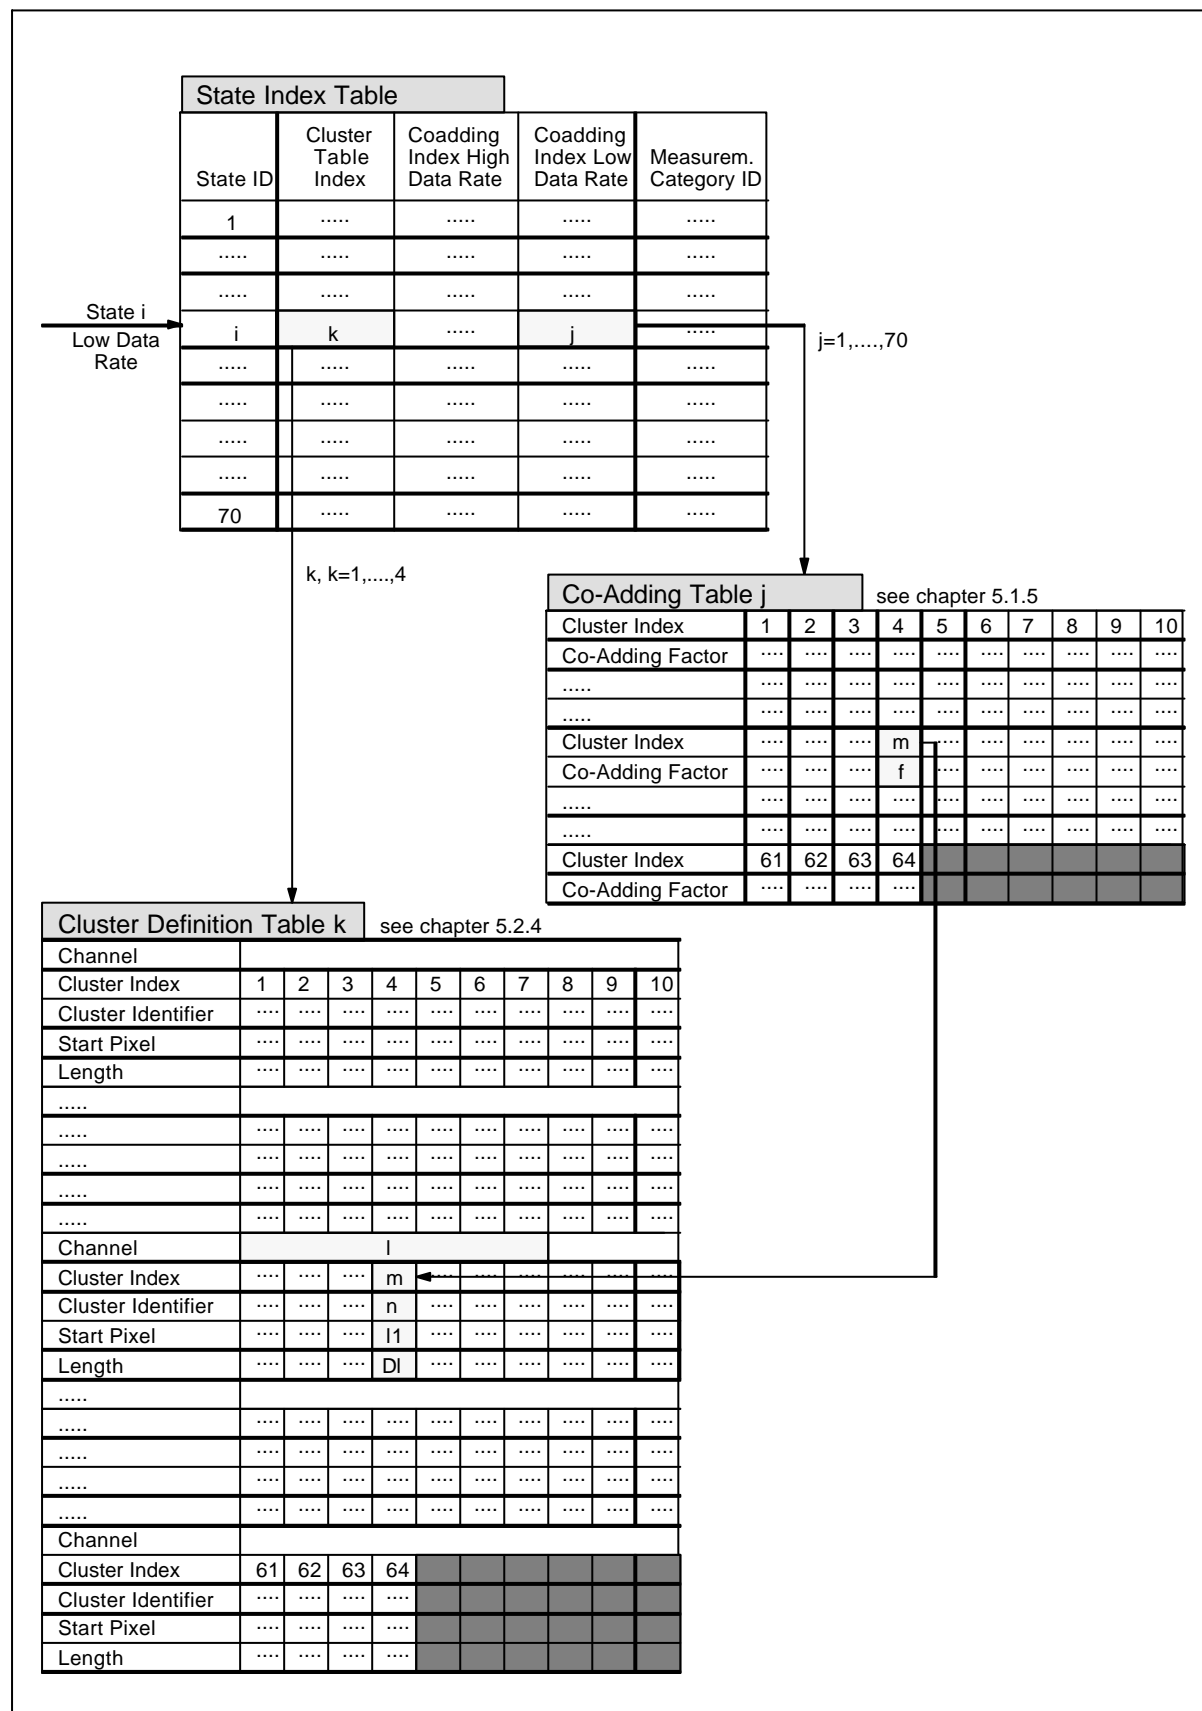 State Index Table
State ID Cluster Table Index Coadding Index High Data Rate Coadding Index Low Data Rate Measurem. Category ID
1 ..... ..... ..... .....
..... ..... ..... ..... .....
..... ..... ..... ..... .....
State i
Low Data
Rate
i k ..... j .....
j=1,....,70
..... ..... ..... ..... .....
..... ..... ..... ..... .....
..... ..... ..... ..... .....
..... ..... ..... ..... .....
70 ..... ..... ..... .....
k, k=1,....,4
Co-Adding Table j see chapter 5.1.5
Cluster Index 1 2 3 4 5 6 7 8 9 10
Co-Adding Factor .... .... .... .... .... .... .... .... .... ....
..... .... .... .... .... .... .... .... .... .... ....
..... .... .... .... .... .... .... .... .... .... ....
Cluster Index .... .... .... m .... .... .... .... .... ....
Co-Adding Factor .... .... .... f .... .... .... .... .... ....
..... .... .... .... .... .... .... .... .... .... ....
..... .... .... .... .... .... .... .... .... .... ....
Cluster Index 61 62 63 64
Co-Adding Factor .... .... .... ....
Cluster Definition Table k see chapter 5.2.4
Channel
Cluster Index 1 2 3 4 5 6 7 8 9 10
Cluster Identifier .... .... .... .... .... .... .... .... .... ....
Start Pixel .... .... .... .... .... .... .... .... .... ....
Length .... .... .... .... .... .... .... .... .... ....
.....
..... .... .... .... .... .... .... .... .... .... ....
..... .... .... .... .... .... .... .... .... .... ....
..... .... .... .... .... .... .... .... .... .... ....
..... .... .... .... .... .... .... .... .... .... ....
Channel l
Cluster Index .... .... .... m .... .... .... .... .... ....
Cluster Identifier .... .... .... n .... .... .... .... .... ....
Start Pixel .... .... .... l1 .... .... .... .... .... ....
Length .... .... .... Dl .... .... .... .... .... ....
.....
..... .... .... .... .... .... .... .... .... .... ....
..... .... .... .... .... .... .... .... .... .... ....
..... .... .... .... .... .... .... .... .... .... ....
..... .... .... .... .... .... .... .... .... .... ....
Channel
Cluster Index 61 62 63 64
Cluster Identifier .... .... .... ....
Start Pixel .... .... .... ....
Length .... .... .... ....